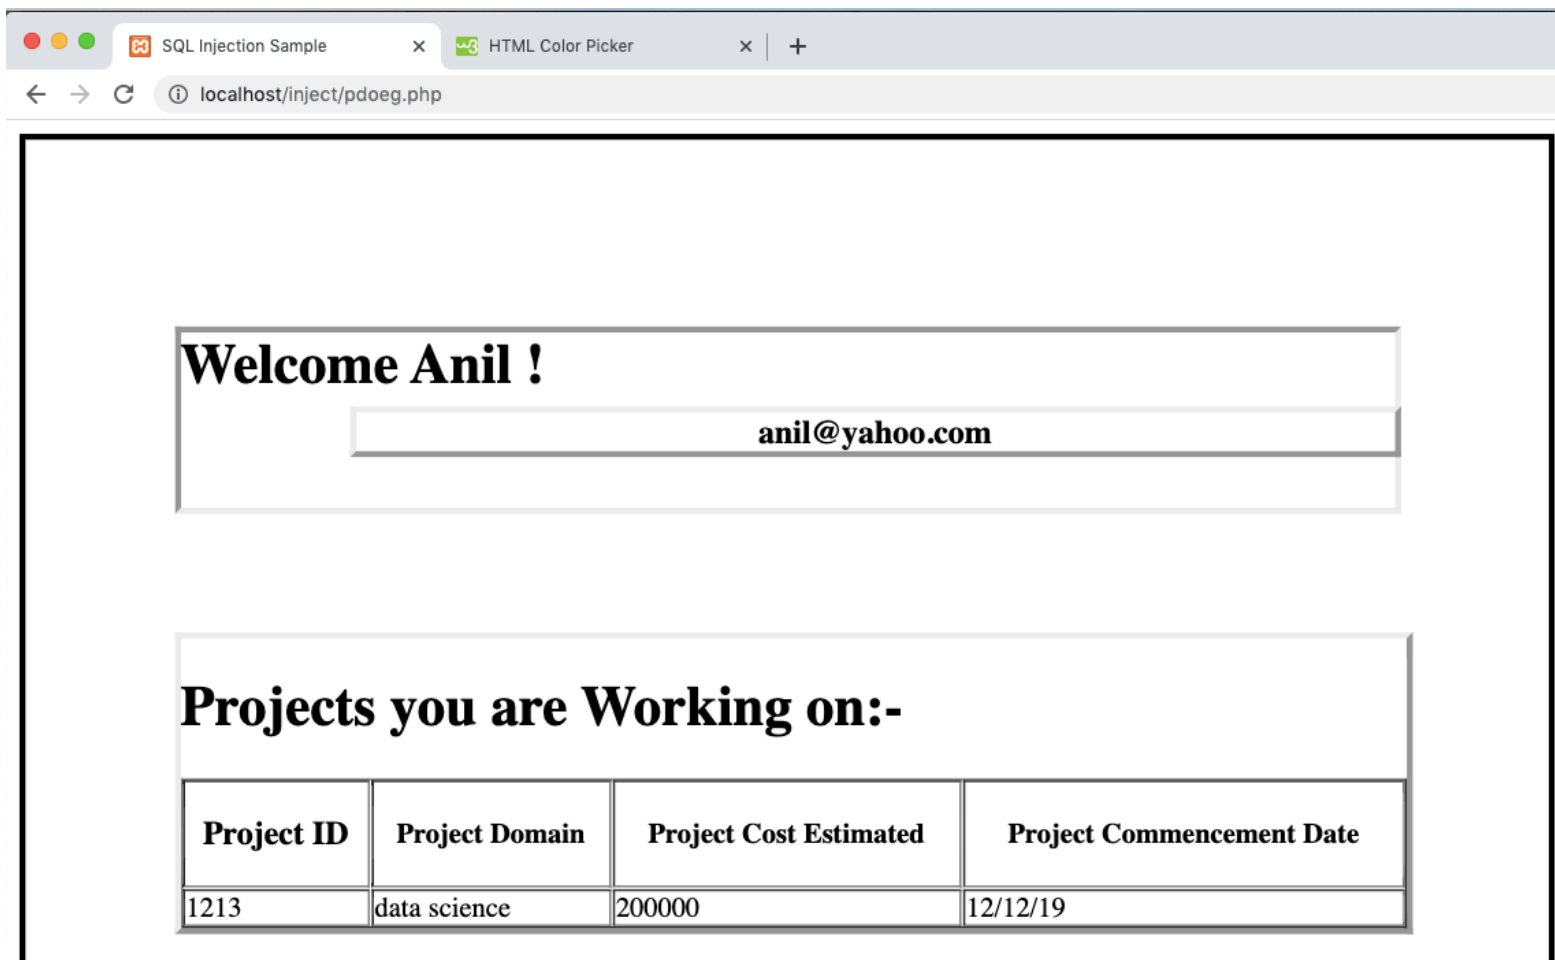 SQL Injection Sample
HTML Color Picker
localhost/inject/pdoeg.php
Welcome Anil !
anil@yahoo.com
Projects you are Working on:-
Project ID Project Domain Project Cost Estimated Project Commencement Date
1213 data science 200000 12/12/19